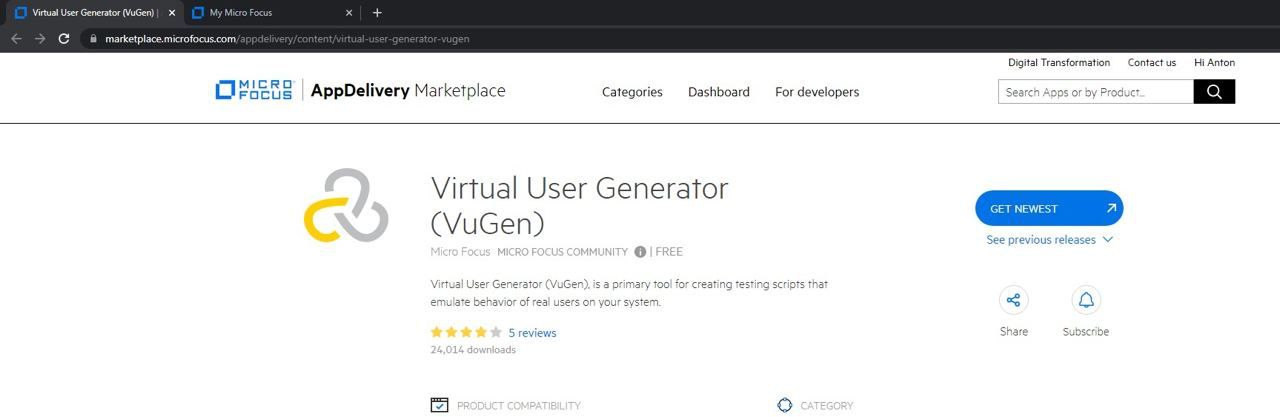 Virtual User Generator (VuGen) |
My Micro Focus
marketplace.microfocus.com/appdelivery/content/virtual-user-generator-vugen
Digital Transformation Contact us Hi Anton
MICRO FOCUS | AppDelivery Marketplace
Categories Dashboard For developers
Search Apps or by Product...
Virtual User Generator
(VuGen)
Micro Focus MICRO FOCUS COMMUNITY | FREE
Virtual User Generator (VuGen), is a primary tool for creating testing scripts that
emulate behavior of real users on your system.
5 reviews
24,014 downloads
GET NEWEST
See previous releases
Share Subscribe
PRODUCT COMPATIBILITY
CATEGORY